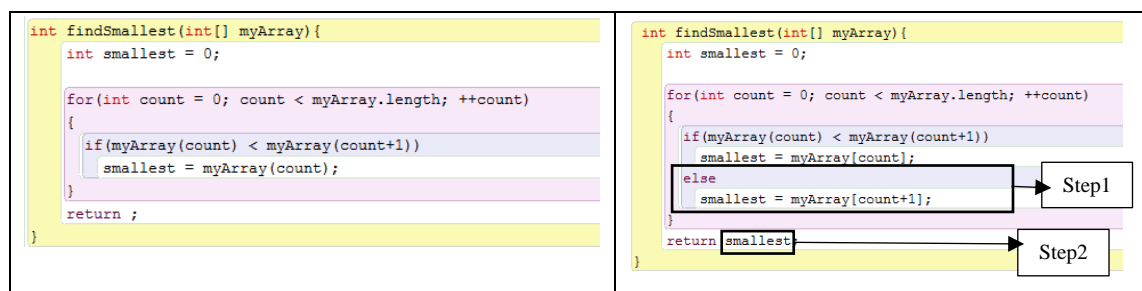 int findSmallest(int[] myArray){
int smallest = 0;
for(int count = 0; count < myArray.length; ++count)
{
if(myArray(count) < myArray(count+1))
smallest = myArray(count);
}
return ;
}
int findSmallest(int[] myArray){
int smallest = 0;
for(int count = 0; count < myArray.length; ++count)
{
if(myArray(count) < myArray(count+1))
smallest = myArray[count];
else
smallest = myArray[count+1];
}
return smallest;
}
Step1
Step2